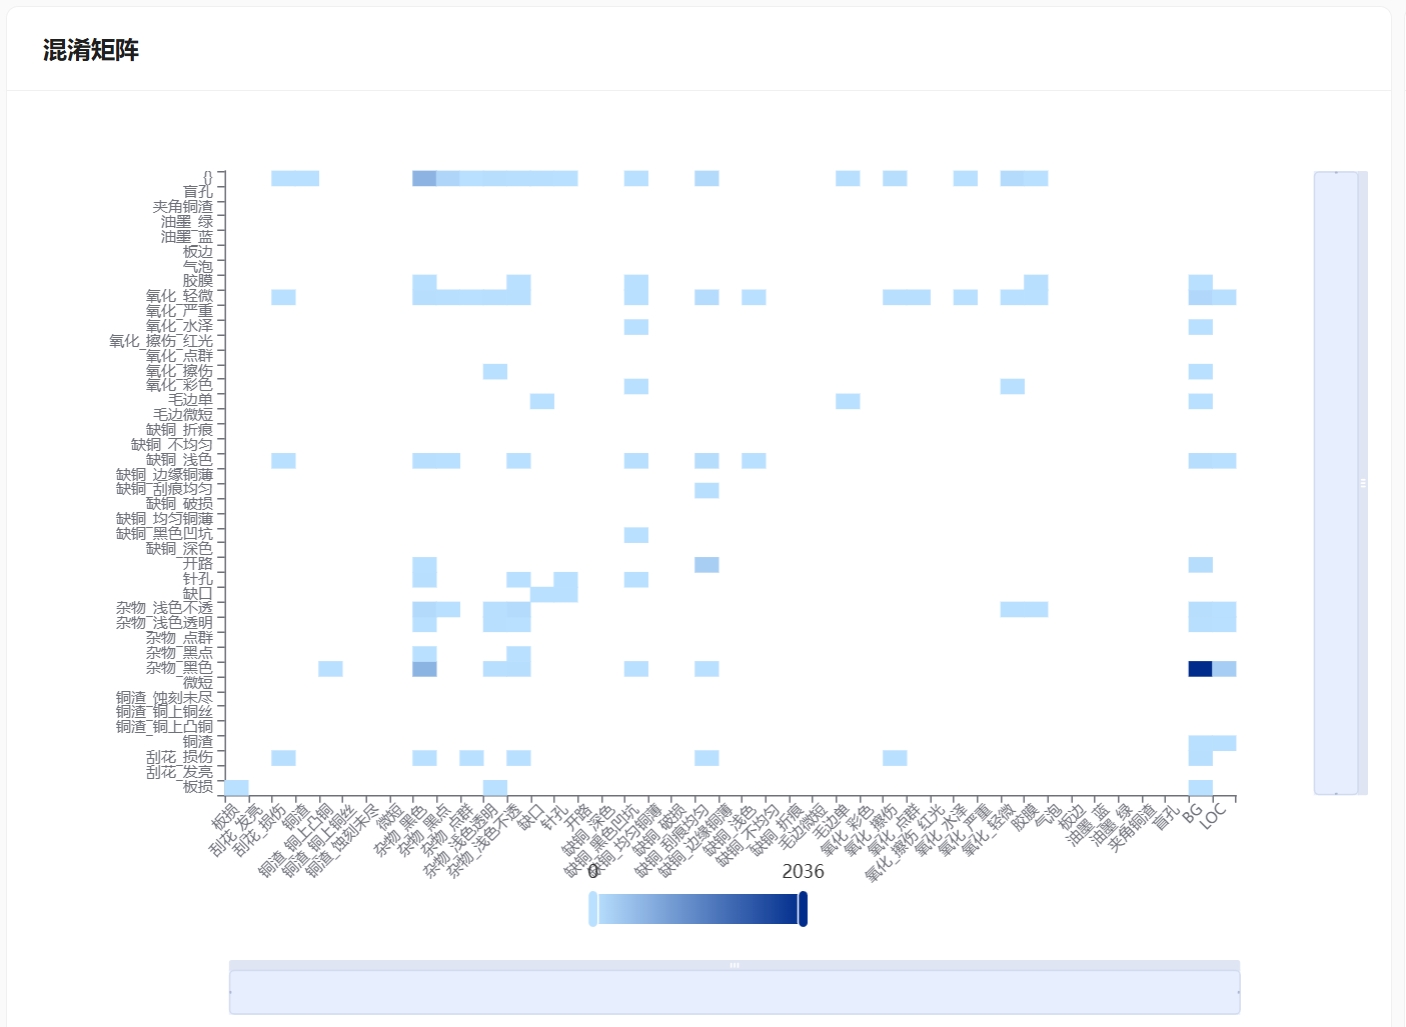 混淆矩阵
{}
盲孔
夹角铜渣
油墨_绿
油墨_蓝
板边
气泡
胶膜
氧化_轻微
氧化_严重
氧化_水泽
氧化_擦伤_红光
氧化_点群
氧化_擦伤
氧化_彩色
毛边单
毛边微短
缺铜_折痕
缺铜_不均匀
缺铜_浅色
缺铜_边缘铜薄
缺铜_刮痕均匀
缺铜_破损
缺铜_均匀铜薄
缺铜_黑色凹坑
缺铜_深色
开路
针孔
缺口
杂物_浅色不透
杂物_浅色透明
杂物_点群
杂物_黑点
杂物_黑色
微短
铜渣_蚀刻未尽
铜渣_铜上铜丝
铜渣_铜上凸铜
铜渣
刮花_损伤
刮花_发亮
板损
板损
刮花_发亮
刮花_损伤
铜渣
铜渣_铜上凸铜
铜渣_铜上铜丝
铜渣_蚀刻未尽
微短
杂物_黑色
杂物_黑点
杂物_点群
杂物_浅色透明
杂物_浅色不透
缺口
针孔
开路
缺铜_深色
缺铜_黑色凹坑
缺铜_均匀铜薄
缺铜_破损
缺铜_刮痕均匀
缺铜_边缘铜薄
缺铜_浅色
缺铜_不均匀
缺铜_折痕
毛边微短
毛边单
氧化_彩色
氧化_擦伤
氧化_点群
氧化_擦伤_红光
氧化_水泽
氧化_严重
氧化_轻微
胶膜
气泡
板边
油墨_蓝
油墨_绿
夹角铜渣
盲孔
BG
LOC
0
2036